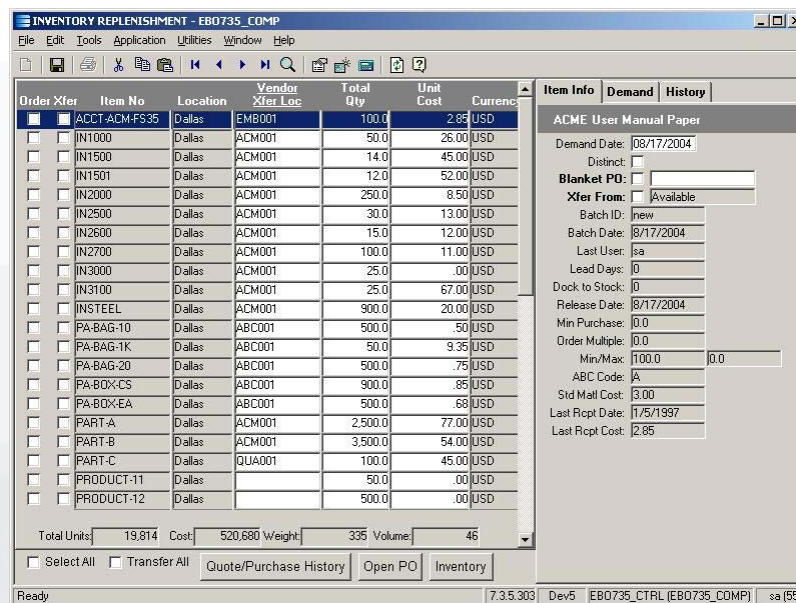 INVENTORY REPLENISHMENT - EBO735_COMP
File Edit Tools Application Utilities Window Help
Order Xfer Item No Location Vendor Xfer Loc Total Qty Unit Cost Currenc
ACCT-ACM-FS35 Dallas EMB001 100.0 2.85 USD
IN1000 Dallas ACM001 50.0 26.00 USD
IN1500 Dallas ACM001 14.0 45.00 USD
IN1501 Dallas ACM001 12.0 52.00 USD
IN2000 Dallas ACM001 250.0 8.50 USD
IN2500 Dallas ACM001 30.0 13.00 USD
IN2600 Dallas ACM001 15.0 12.00 USD
IN2700 Dallas ACM001 100.0 11.00 USD
IN3000 Dallas ACM001 25.0 .00 USD
IN3100 Dallas ACM001 25.0 67.00 USD
INSTEEL Dallas ACM001 900.0 20.00 USD
PA-BAG-10 Dallas ABC001 500.0 .50 USD
PA-BAG-1K Dallas ABC001 50.0 9.35 USD
PA-BAG-20 Dallas ABC001 500.0 .75 USD
PA-BOX-CS Dallas ABC001 900.0 .85 USD
PA-BOX-EA Dallas ABC001 500.0 .68 USD
PART-A Dallas ACM001 2,500.0 77.00 USD
PART-B Dallas ACM001 3,500.0 54.00 USD
PART-C Dallas QUA001 100.0 45.00 USD
PRODUCT-11 Dallas 50.0 .00 USD
PRODUCT-12 Dallas 500.0 .00 USD
Total Units: 19,814 Cost: 520,680 Weight: 335 Volume: 46
Select All Transfer All Quote/Purchase History Open PO Inventory
Item Info Demand History
ACME User Manual Paper
Demand Date: 08/17/2004
Distinct:
Blanket PO:
Xfer From: Available
Batch ID: new
Batch Date: 8/17/2004
Last User: sa
Lead Days: 0
Dock to Stock: 0
Release Date: 8/17/2004
Min Purchase: 0.0
Order Multiple: 0.0
Min/Max: 100.0 0.0
ABC Code: A
Std Matl Cost: 3.00
Last Rcpt Date: 1/5/1997
Last Rcpt Cost: 2.85
Ready 7.3.5.303 Dev5 EBO735_CTRL (EBO735_COMP) sa (55